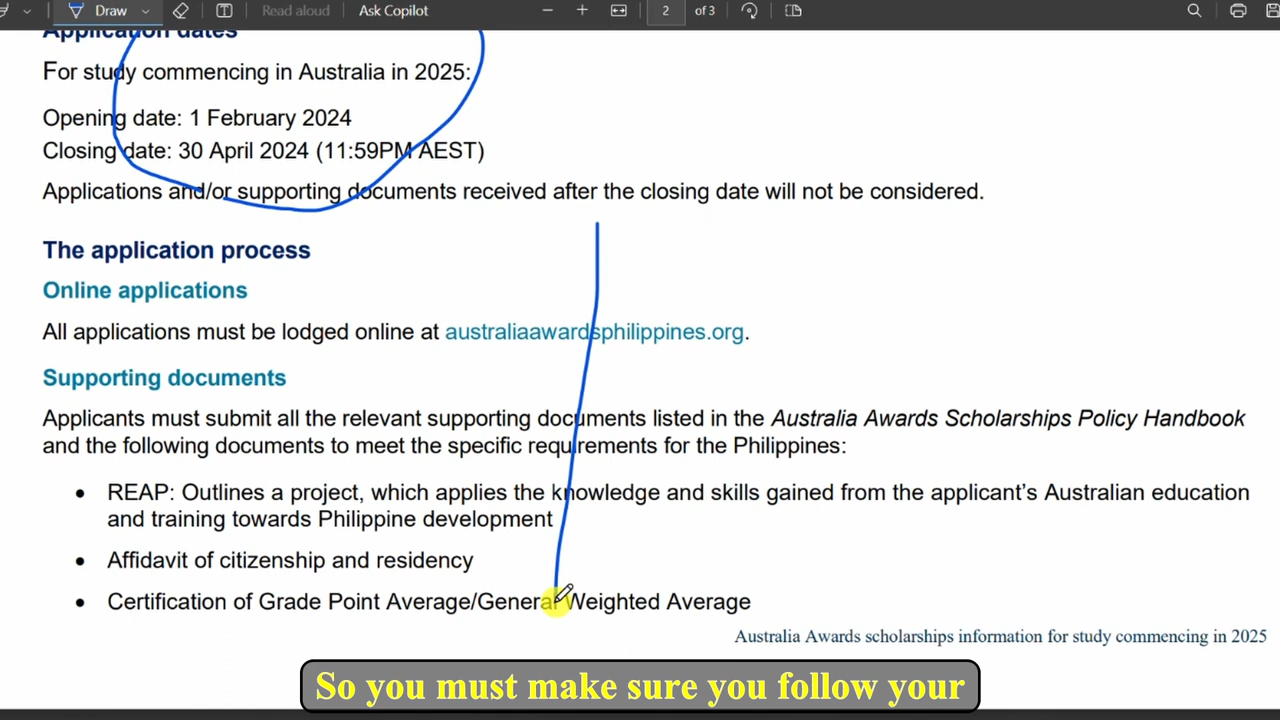 Draw
Read aloud
Ask Copilot
2
of 3
Application dates
For study commencing in Australia in 2025:
Opening date: 1 February 2024
Closing date: 30 April 2024 (11:59PM AEST)
Applications and/or supporting documents received after the closing date will not be considered.
The application process
Online applications
All applications must be lodged online at australiaawardsphilippines.org.
Supporting documents
Applicants must submit all the relevant supporting documents listed in the Australia Awards Scholarships Policy Handbook
and the following documents to meet the specific requirements for the Philippines:
• REAP: Outlines a project, which applies the knowledge and skills gained from the applicant's Australian education
and training towards Philippine development
• Affidavit of citizenship and residency
• Certification of Grade Point Average/General Weighted Average
Australia Awards scholarships information for study commencing in 2025
So you must make sure you follow your